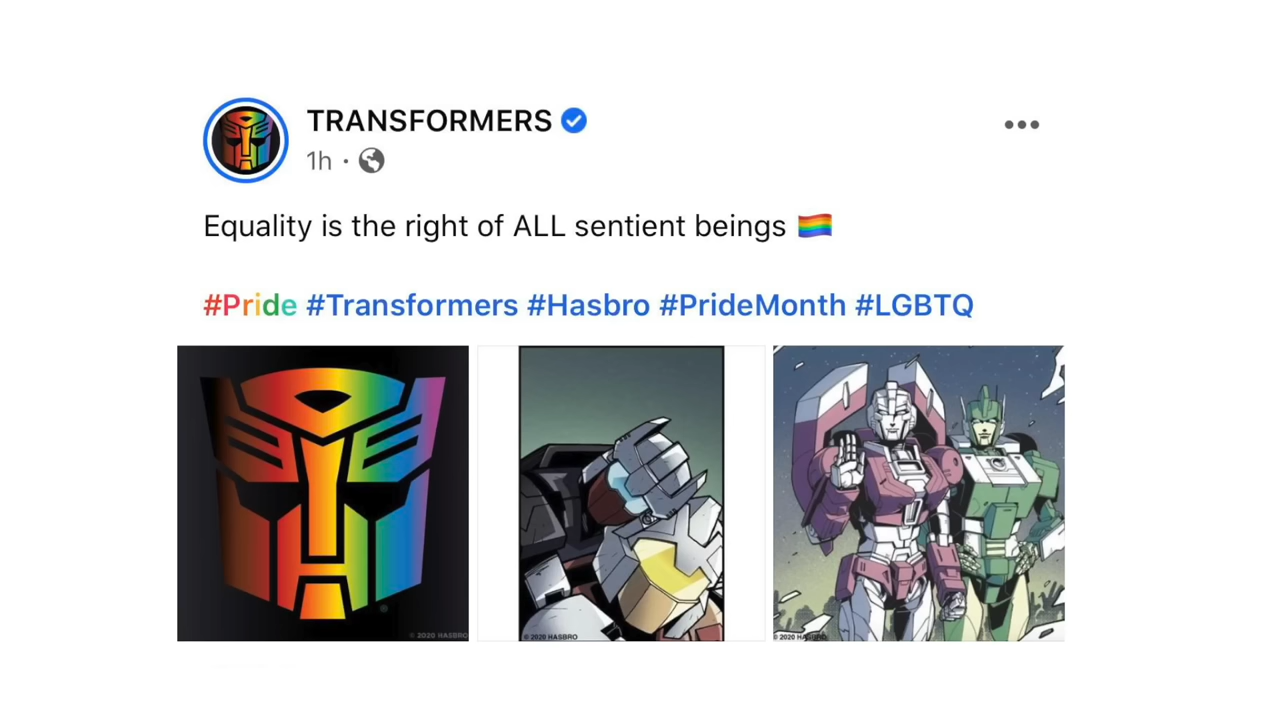 TRANSFORMERS
1h ·
Equality is the right of ALL sentient beings 🏳️‍🌈
#Pride #Transformers #Hasbro #PrideMonth #LGBTQ
© 2020 HASBRO
© 2020 HASBRO
© 2020 HASBRO